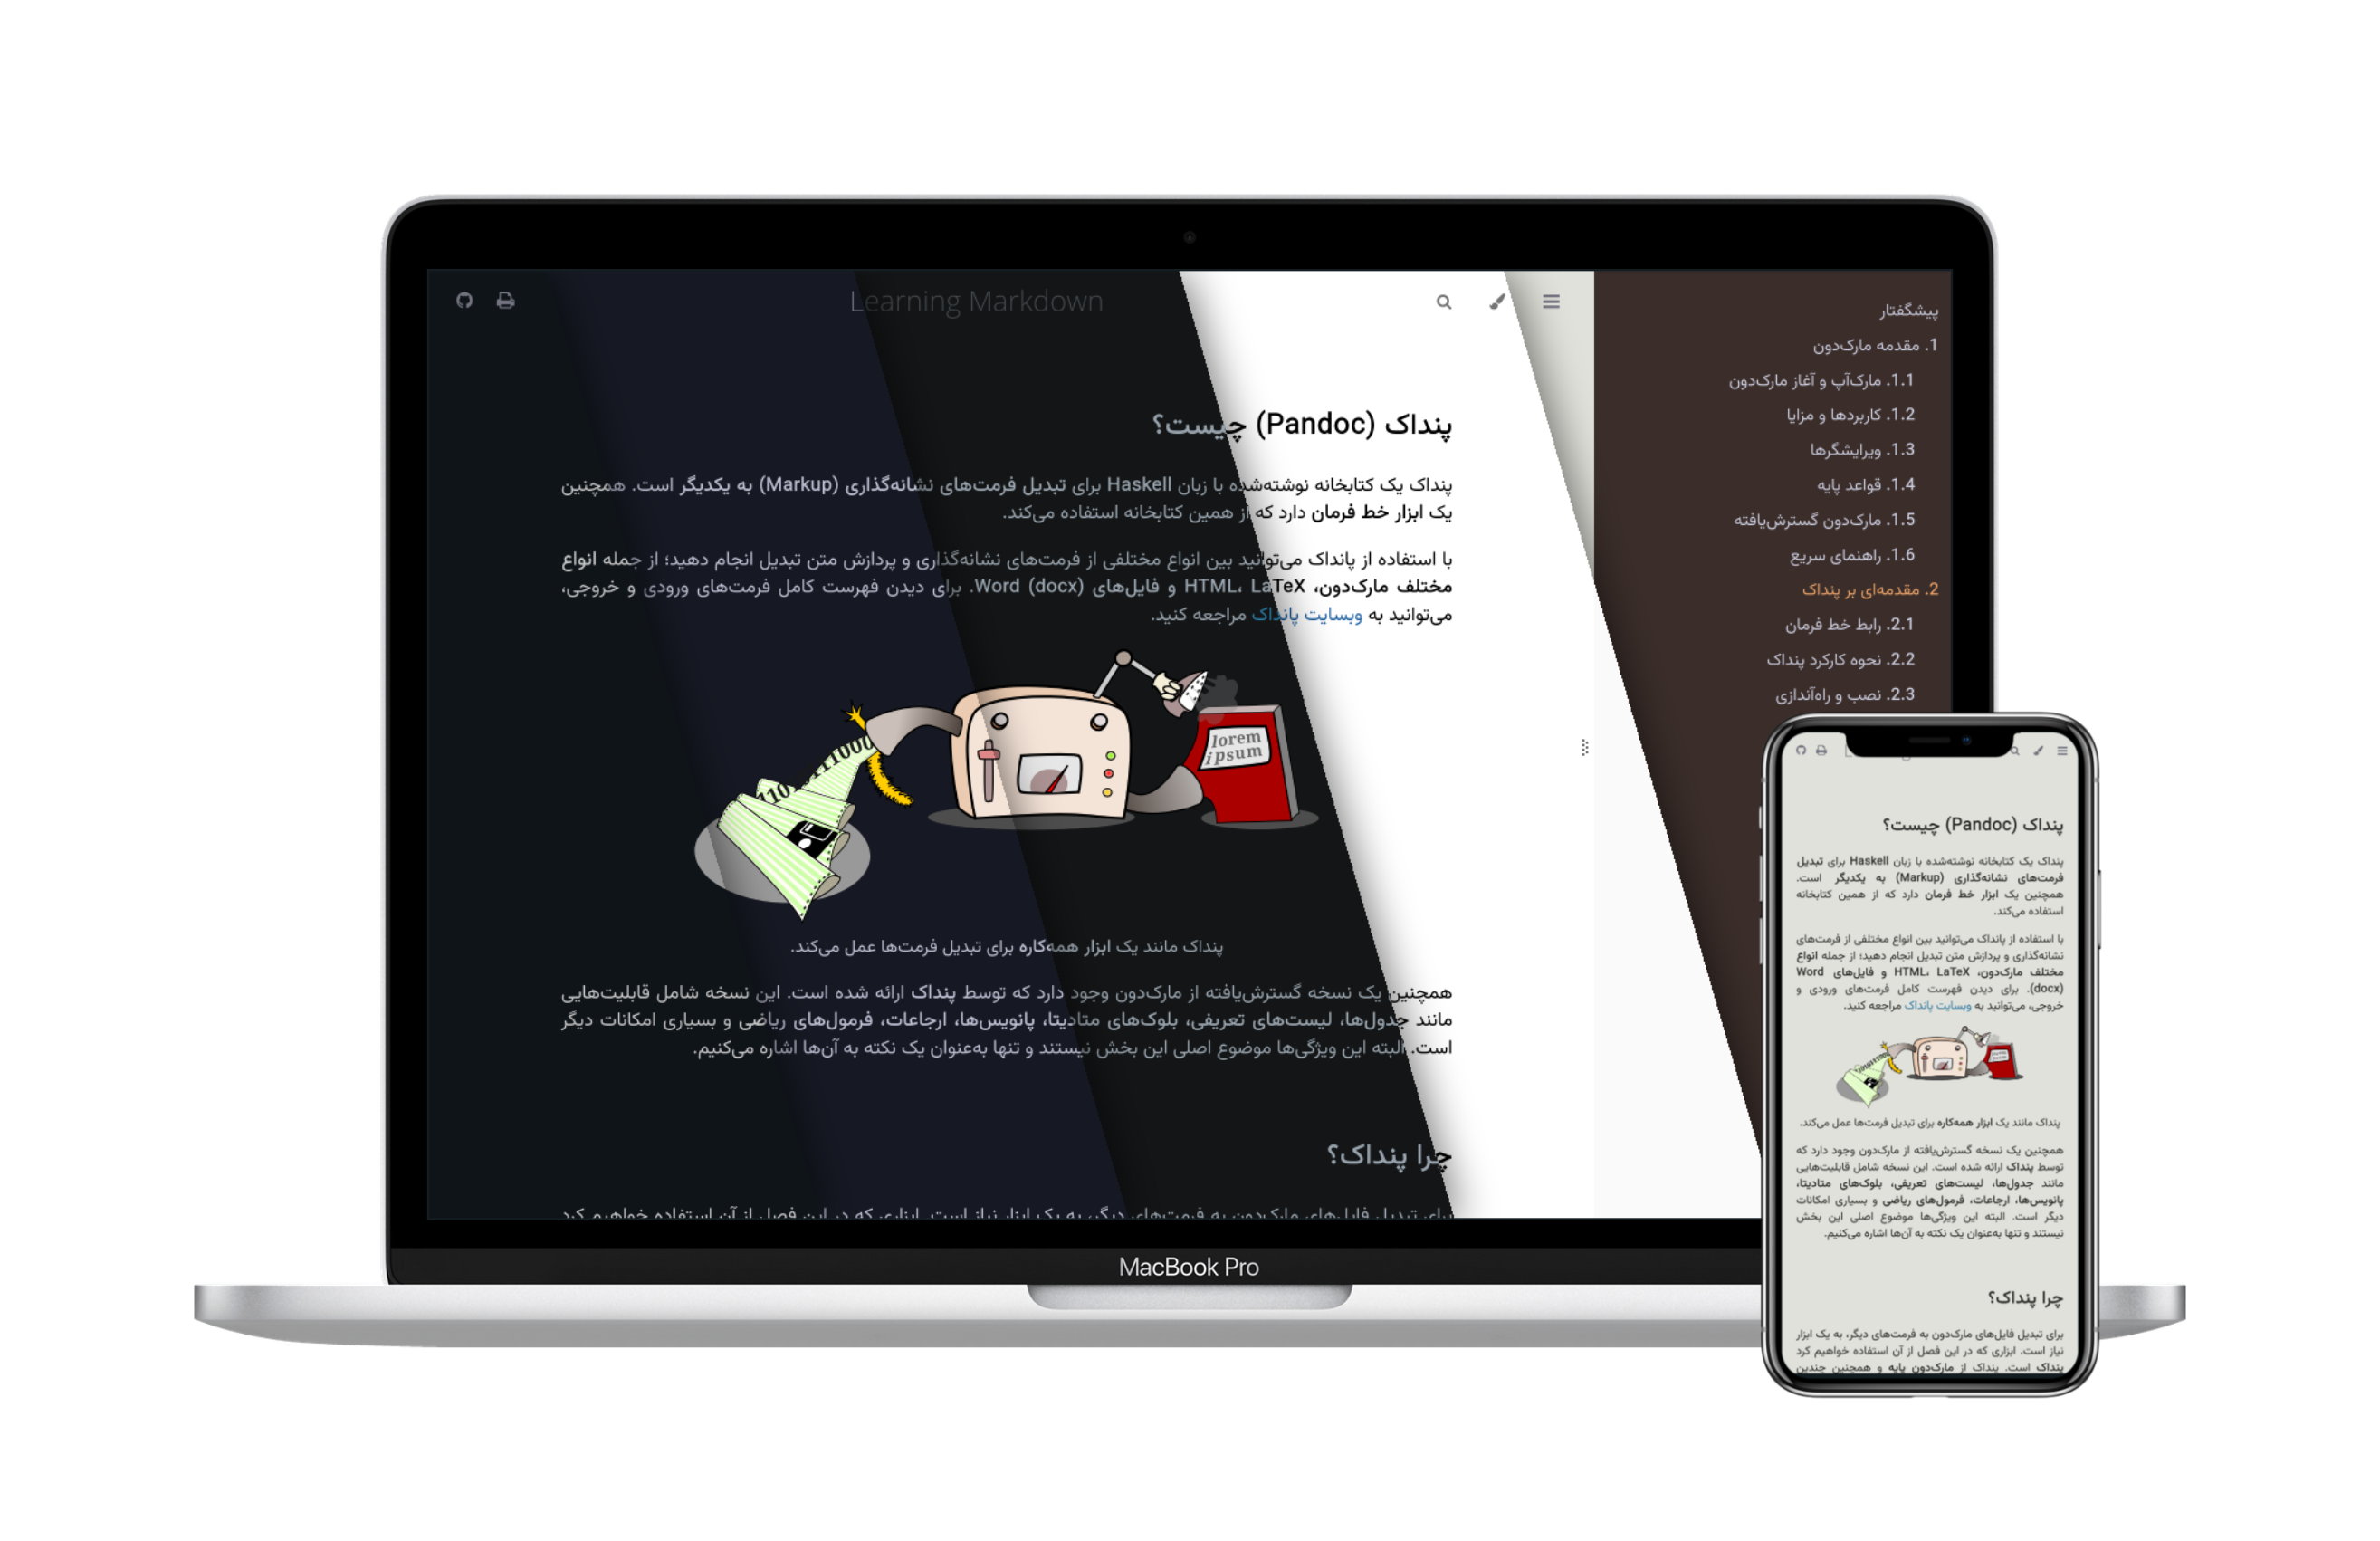 Learning Markdown
پیشگفتار
1. مقدمه مارک‌دون
1.1. مارک‌آپ و آغاز مارک‌دون
1.2. کاربردها و مزایا
1.3. ویرایشگرها
1.4. قواعد پایه
1.5. مارک‌دون گسترش‌یافته
1.6. راهنمای سریع
2. مقدمه‌ای بر پنداک
2.1. رابط خط فرمان
2.2. نحوه کارکرد پنداک
2.3. نصب و راه‌آندازی
پنداک (Pandoc) چیست؟
پنداک یک کتابخانه نوشته‌شده با زبان Haskell برای تبدیل فرمت‌های نشانه‌گذاری (Markup) به یکدیگر است. همچنین
یک ابزار خط فرمان دارد که از همین کتابخانه استفاده می‌کند.
با استفاده از پانداک می‌توانید بین انواع مختلفی از فرمت‌های نشانه‌گذاری و پردازش متن تبدیل انجام دهید؛ از جمله انواع
مختلف مارک‌دون، HTML، LaTeX و فایل‌های Word (docx). برای دیدن فهرست کامل فرمت‌های ورودی و خروجی،
می‌توانید به وبسایت پانداک مراجعه کنید.
lorem
ipsum
پنداک مانند یک ابزار همه‌کاره برای تبدیل فرمت‌ها عمل می‌کند.
همچنین یک نسخه گسترش‌یافته از مارک‌دون وجود دارد که توسط پنداک ارائه شده است. این نسخه شامل قابلیت‌هایی
مانند جدول‌ها، لیست‌های تعریفی، بلوک‌های متادیتا، پانویس‌ها، ارجاعات، فرمول‌های ریاضی و بسیاری امکانات دیگر
است. البته این ویژگی‌ها موضوع اصلی این بخش نیستند و تنها به‌عنوان یک نکته به آن‌ها اشاره می‌کنیم.
چرا پنداک؟
برای تبدیل فایل‌های مارک‌دون به فرمت‌های دیگر، به یک ابزار نیاز است. ابزاری که در این فصل از آن استفاده خواهیم کرد
MacBook Pro
پنداک (Pandoc) چیست؟
پنداک یک کتابخانه نوشته‌شده با زبان Haskell برای تبدیل
فرمت‌های نشانه‌گذاری (Markup) به یکدیگر است.
همچنین یک ابزار خط فرمان دارد که از همین کتابخانه
استفاده می‌کند.
با استفاده از پانداک می‌توانید بین انواع مختلفی از فرمت‌های
نشانه‌گذاری و پردازش متن تبدیل انجام دهید؛ از جمله انواع
مختلف مارک‌دون، HTML، LaTeX و فایل‌های Word
(docx). برای دیدن فهرست کامل فرمت‌های ورودی و
خروجی، می‌توانید به وبسایت پانداک مراجعه کنید.
پنداک مانند یک ابزار همه‌کاره برای تبدیل فرمت‌ها عمل می‌کند.
همچنین یک نسخه گسترش‌یافته از مارک‌دون وجود دارد که
توسط پنداک ارائه شده است. این نسخه شامل قابلیت‌هایی
مانند جدول‌ها، لیست‌های تعریفی، بلوک‌های متادیتا،
پانویس‌ها، ارجاعات، فرمول‌های ریاضی و بسیاری امکانات
دیگر است. البته این ویژگی‌ها موضوع اصلی این بخش
نیستند و تنها به‌عنوان یک نکته به آن‌ها اشاره می‌کنیم.
چرا پنداک؟
برای تبدیل فایل‌های مارک‌دون به فرمت‌های دیگر، به یک ابزار
نیاز است. ابزاری که در این فصل از آن استفاده خواهیم کرد
پنداک است. پنداک از مارک‌دون پایه و همچنین چندین